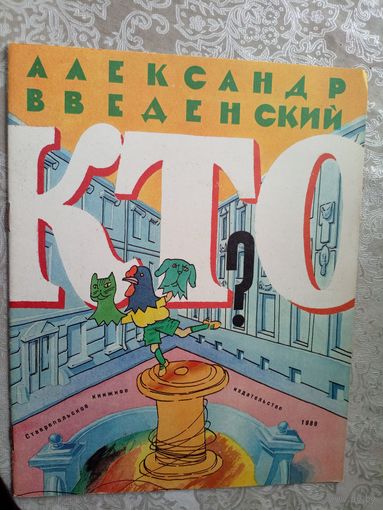 АЛЕКСАНДР
ВВЕДЕНСКИЙ
КТО
?
Ставропольское книжное издательство 1989